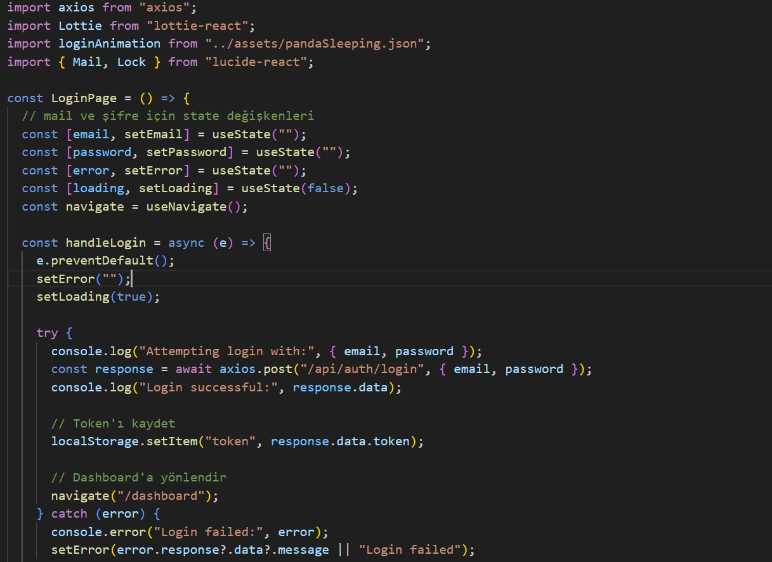 import axios from "axios";
import Lottie from "lottie-react";
import loginAnimation from "../assets/pandaSleeping.json";
import { Mail, Lock } from "lucide-react";
const LoginPage = () => {
// mail ve şifre için state değişkenleri
const [email, setEmail] = useState("");
const [password, setPassword] = useState("");
const [error, setError] = useState("");
const [loading, setLoading] = useState(false);
const navigate = useNavigate();
const handleLogin = async (e) => {
e.preventDefault();
setError("");
setLoading(true);
try {
console.log("Attempting login with:", { email, password });
const response = await axios.post("/api/auth/login", { email, password });
console.log("Login successful:", response.data);
// Token'ı kaydet
localStorage.setItem("token", response.data.token);
// Dashboard'a yönlendir
navigate("/dashboard");
} catch (error) {
console.error("Login failed:", error);
setError(error.response?.data?.message || "Login failed");